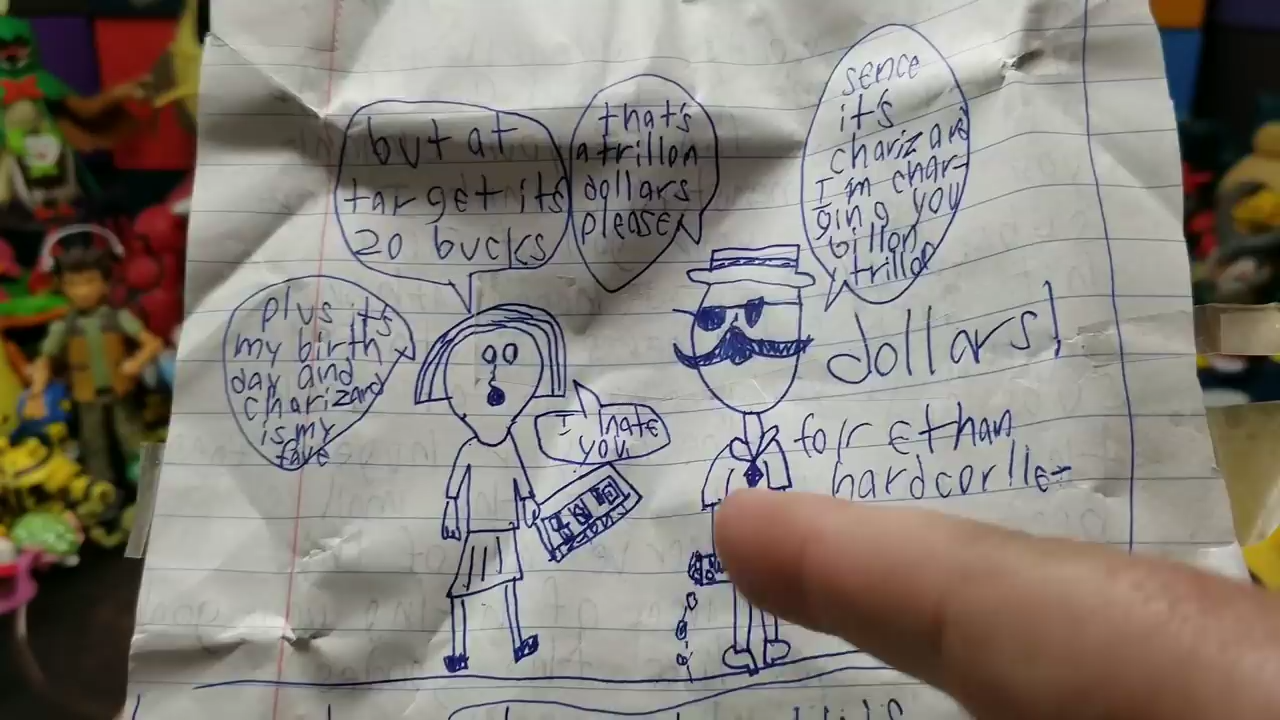 but at
target its
20 bucks
that's
a trillon
dollars
please
sence
it's
charizard
I'm char-
ging you
billon
trillon
dollars!
plus it's
my birth
day and
charizard
is my
fave
I hate
you
for ethan